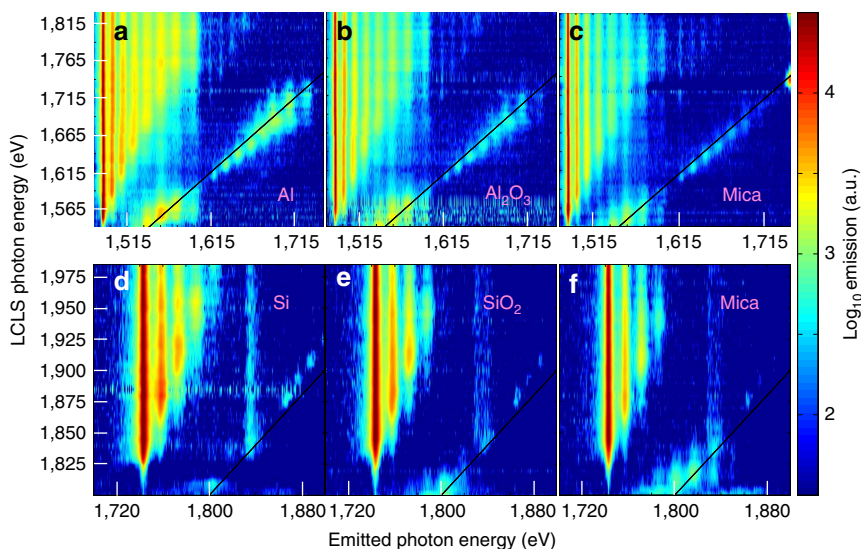 a
b
c
1,815
1,765
1,715
1,665
1,615
1,565
Al
Al2O3
Mica
1,515 1,615 1,715
1,515 1,615 1,715
1,515 1,615 1,715
LCLS photon energy (eV)
d
e
f
1,975
1,950
1,925
1,900
1,875
1,850
1,825
Si
SiO2
Mica
1,720 1,800 1,880
1,720 1,800 1,880
1,720 1,800 1,880
Emitted photon energy (eV)
4
3
2
Log10 emission (a.u.)